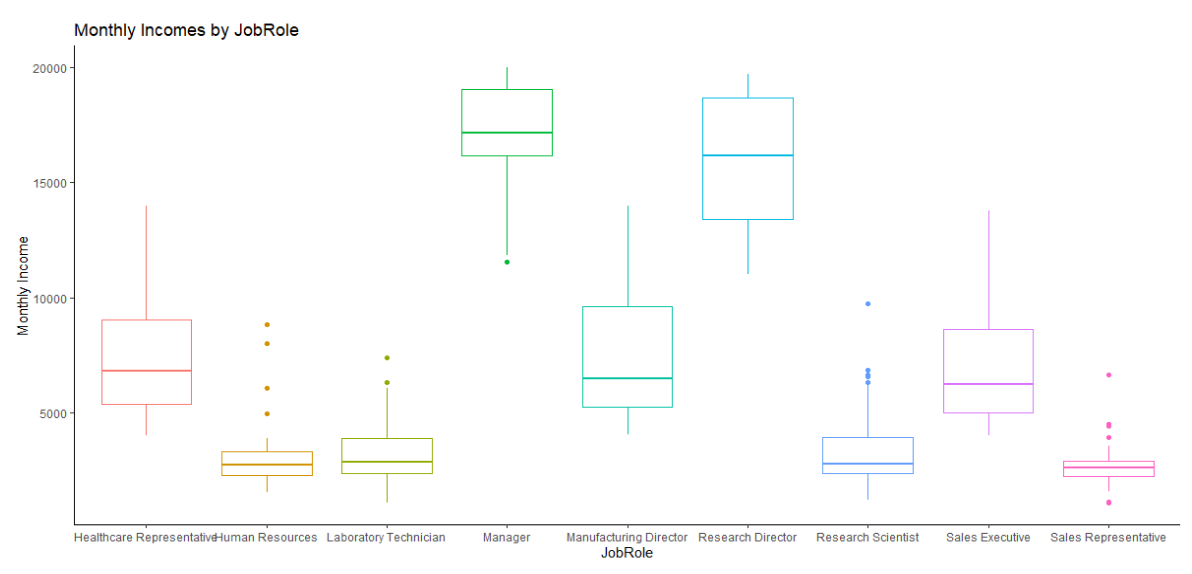 Monthly Incomes by JobRole
20000
15000
10000
5000
Monthly Income
Healthcare Representative Human Resources Laboratory Technician Manager Manufacturing Director Research Director Research Scientist Sales Executive Sales Representative
JobRole